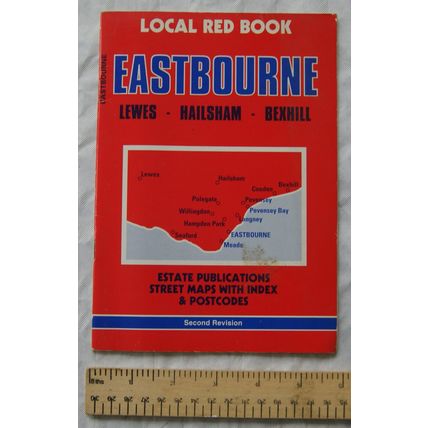 LOCAL RED BOOK
EASTBOURNE
EASTBOURNE
LEWES - HAILSHAM - BEXHILL
Lewes
Hailsham
Cooden
Bexhill
Polegate
Pevensey
Willingdon
Pevensey Bay
Hampden Park
Langney
Seaford
EASTBOURNE
Meads
ESTATE PUBLICATIONS
STREET MAPS WITH INDEX
& POSTCODES
Second Revision